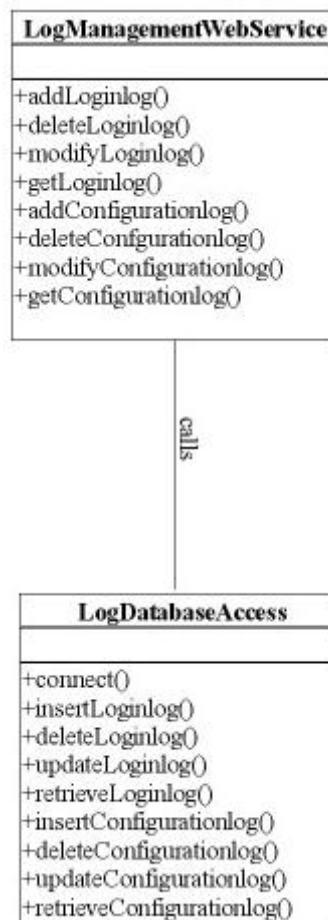 LogManagementWebService
+addLoginlog()
+deleteLoginlog()
+modifyLoginlog()
+getLoginlog()
+addConfigurationlog()
+deleteConfgurationlog()
+modifyConfigurationlog()
+getConfigurationlog()
calls
LogDatabaseAccess
+connect()
+insertLoginlog()
+deleteLoginlog()
+updateLoginlog()
+retrieveLoginlog()
+insertConfigurationlog()
+deleteConfigurationlog()
+updateConfigurationlog()
+retrieveConfigurationlog()